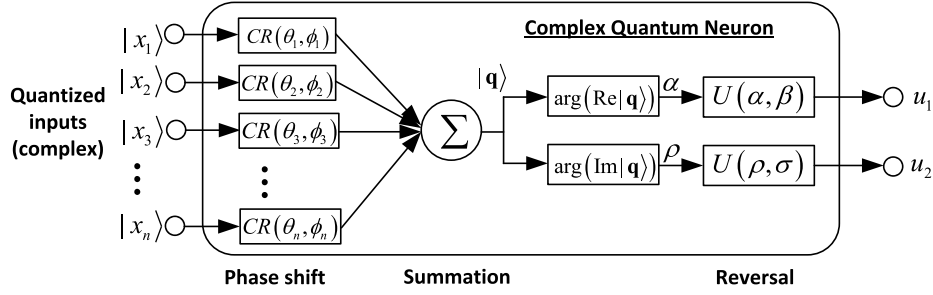 Complex Quantum Neuron
Quantized
inputs
(complex)
|x₁⟩
|x₂⟩
|x₃⟩
|xₙ⟩
CR(θ₁,ϕ₁)
CR(θ₂,ϕ₂)
CR(θ₃,ϕ₃)
CR(θₙ,ϕₙ)
Σ
|q⟩
arg(Re|q⟩)
α
U(α,β)
u₁
arg(Im|q⟩)
ρ
U(ρ,σ)
u₂
Phase shift
Summation
Reversal